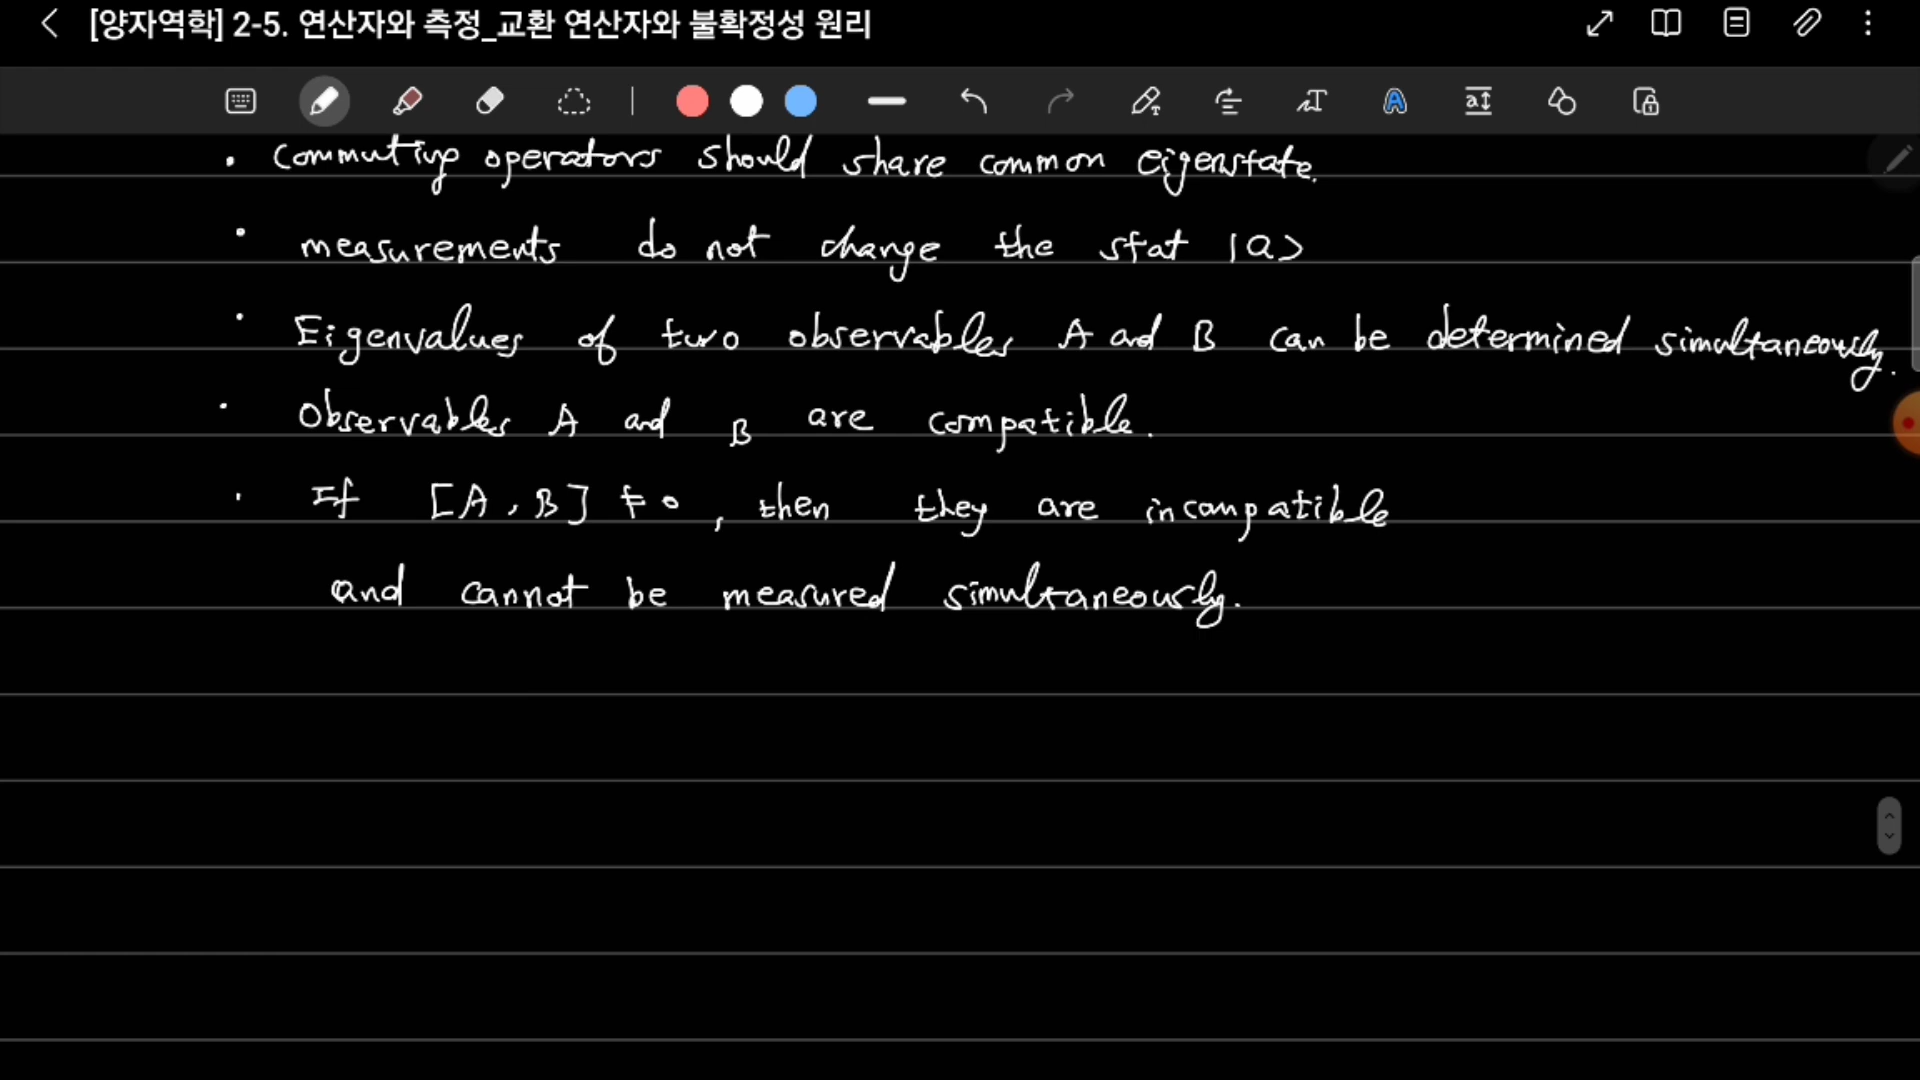 [양자역학] 2-5. 연산자와 측정_교환 연산자와 불확정성 원리
• Commuting operators should share common eigenstate.
• measurements do not change the stat |a>
• Eigenvalues of two observables A and B can be determined simultaneously.
• Observables A and B are compatible.
• If [A, B] ≠ 0, then they are incompatible
and cannot be measured simultaneously.